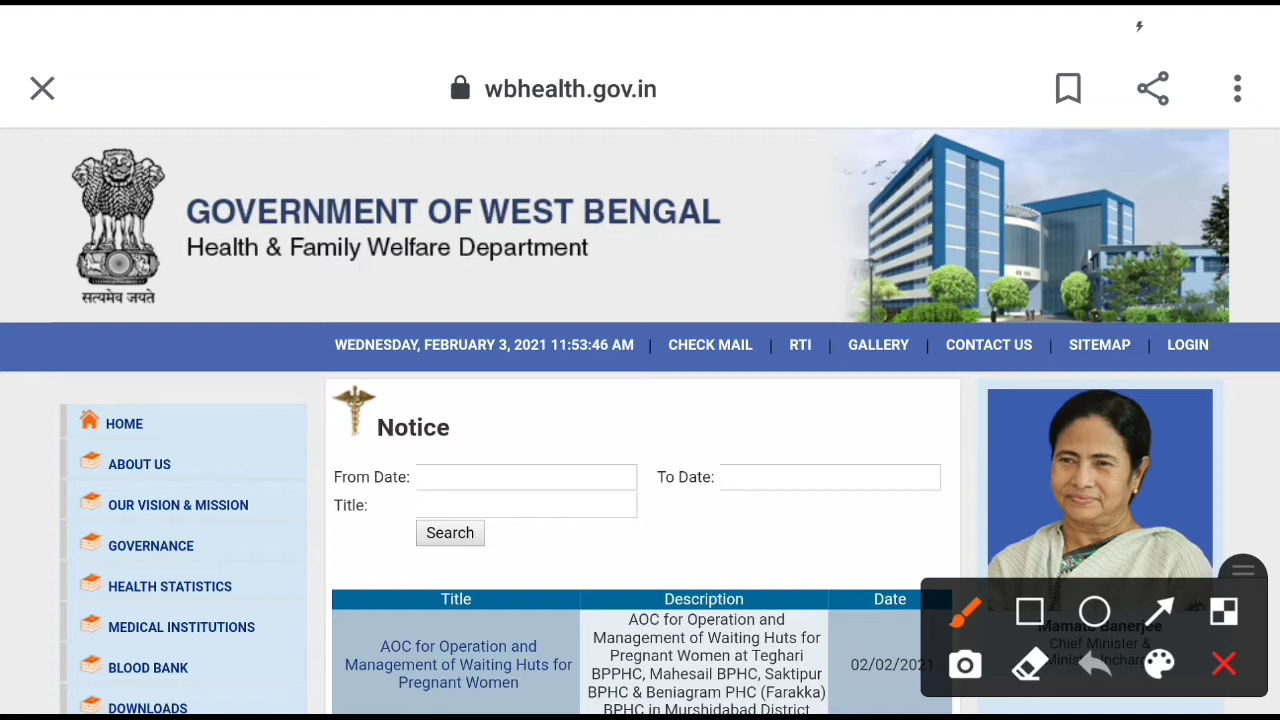 wbhealth.gov.in
सत्यमेव जयते
GOVERNMENT OF WEST BENGAL
Health & Family Welfare Department
WEDNESDAY, FEBRUARY 3, 2021 11:53:46 AM | CHECK MAIL | RTI | GALLERY | CONTACT US | SITEMAP | LOGIN
HOME
ABOUT US
OUR VISION & MISSION
GOVERNANCE
HEALTH STATISTICS
MEDICAL INSTITUTIONS
BLOOD BANK
DOWNLOADS
Notice
From Date: To Date:
Title:
Search
Title Description Date
AOC for Operation and
Management of Waiting Huts for
Pregnant Women
AOC for Operation and
Management of Waiting Huts for
Pregnant Women at Teghari
BPPHC, Mahesail BPHC, Saktipur
BPHC & Beniagram PHC (Farakka)
BPHC in Murshidabad District
02/02/2021
Mamata Banerjee
Chief Minister &